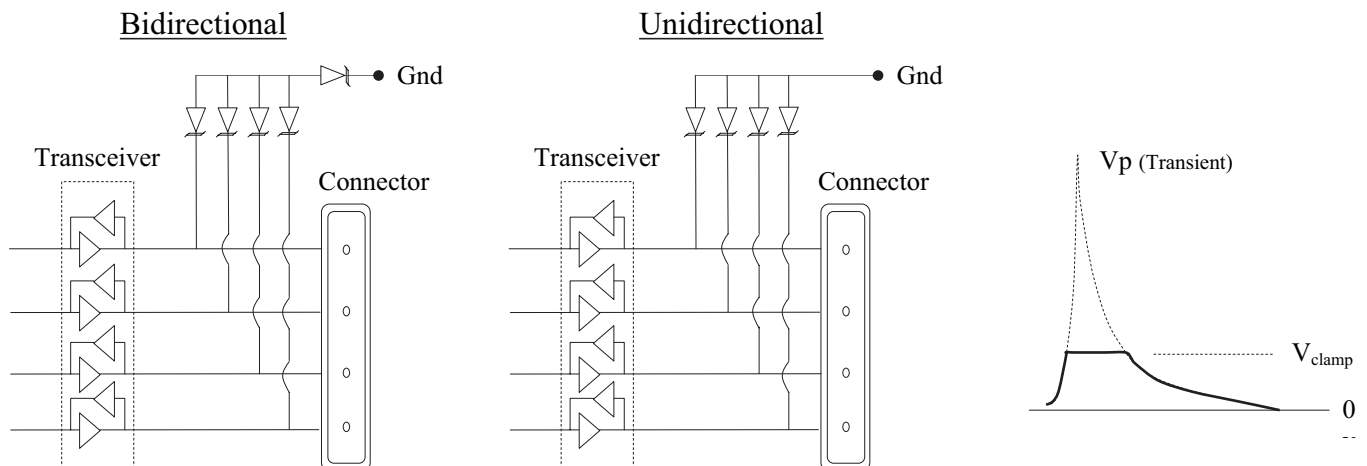 Bidirectional
Gnd
Transceiver
Connector
Unidirectional
Gnd
Transceiver
Connector
Vp (Transient)
Vclamp
0